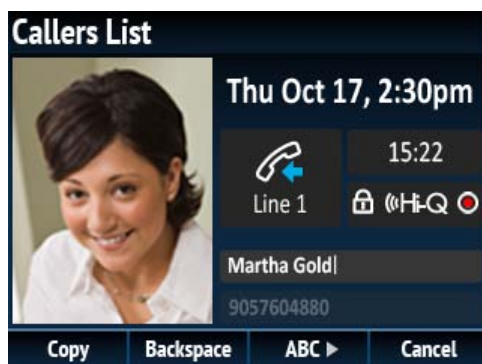 Callers List
Thu Oct 17, 2:30pm
15:22
Line 1
Hi-Q
Martha Gold
9057604880
Copy Backspace ABC Cancel